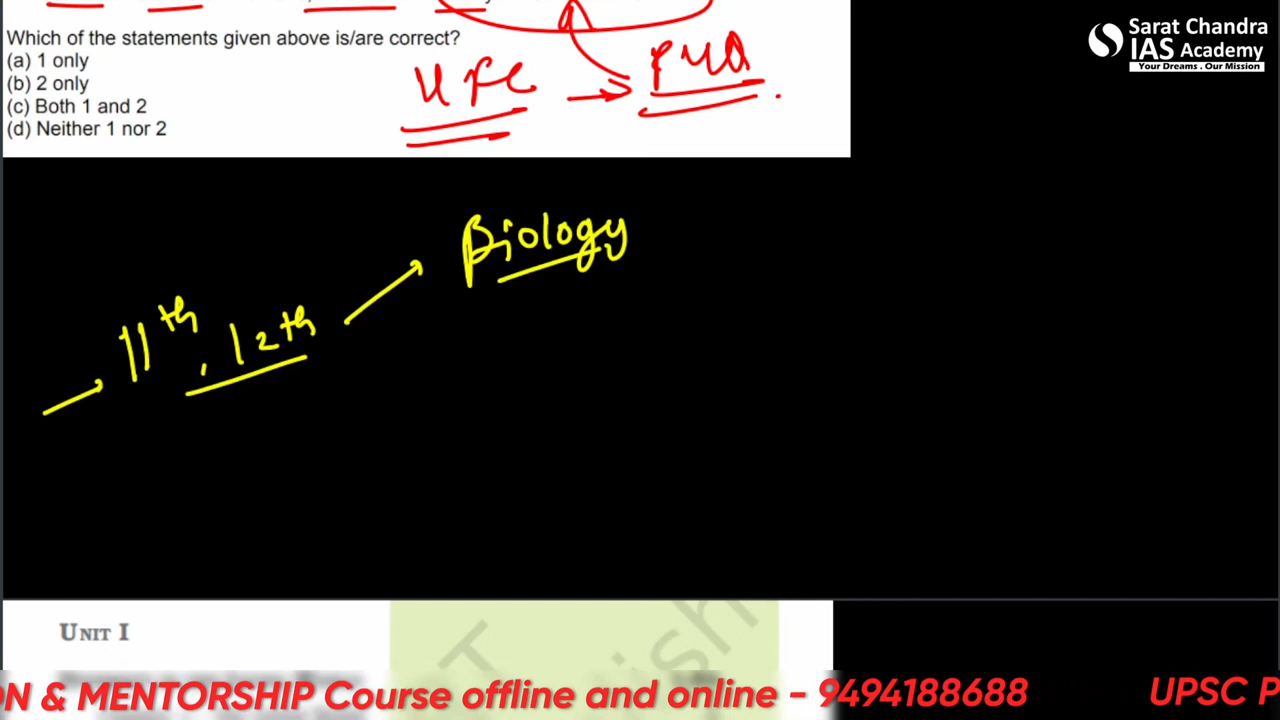 Sarat Chandra
IAS Academy
Your Dreams . Our Mission
Which of the statements given above is/are correct?
(a) 1 only
(b) 2 only
(c) Both 1 and 2
(d) Neither 1 nor 2
Biology
11th, 12th
UNIT I
ON & MENTORSHIP Course offline and online - 9494188688 UPSC P